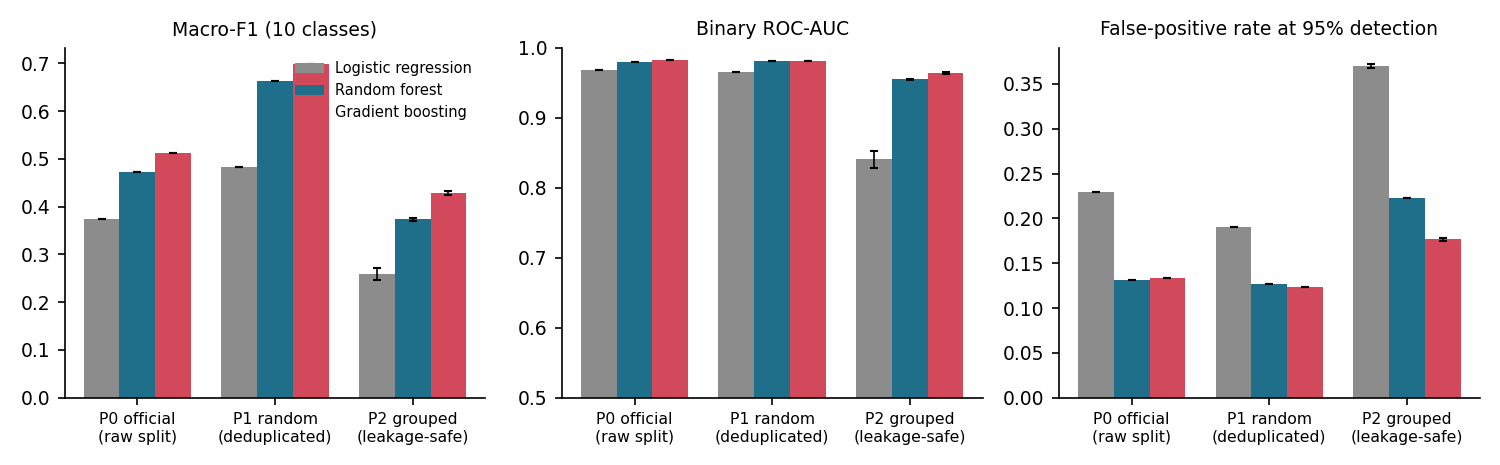 Macro-F1 (10 classes)
0.7
0.6
0.5
0.4
0.3
0.2
0.1
0.0
Logistic regression
Random forest
Gradient boosting
P0 official
(raw split)
P1 random
(deduplicated)
P2 grouped
(leakage-safe)
Binary ROC-AUC
1.0
0.9
0.8
0.7
0.6
0.5
P0 official
(raw split)
P1 random
(deduplicated)
P2 grouped
(leakage-safe)
False-positive rate at 95% detection
0.35
0.30
0.25
0.20
0.15
0.10
0.05
0.00
P0 official
(raw split)
P1 random
(deduplicated)
P2 grouped
(leakage-safe)